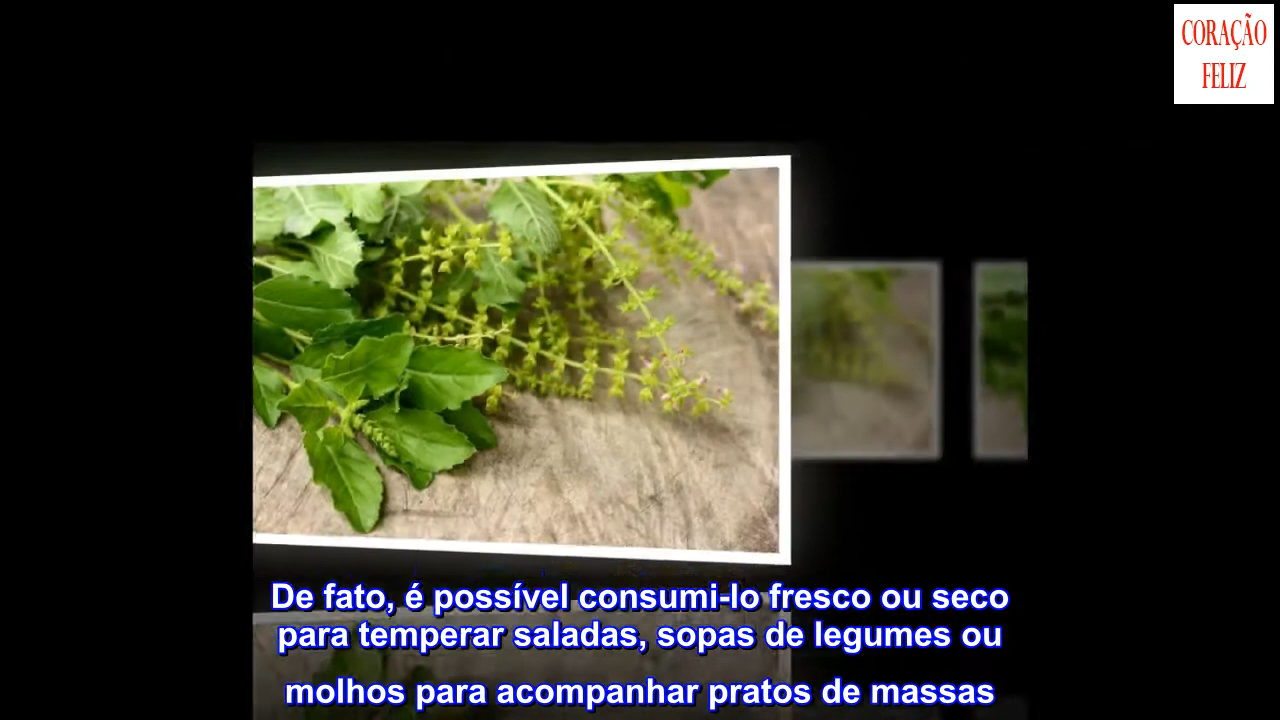 CORAÇÃO
FELIZ
De fato, é possível consumi-lo fresco ou seco
para temperar saladas, sopas de legumes ou
molhos para acompanhar pratos de massas